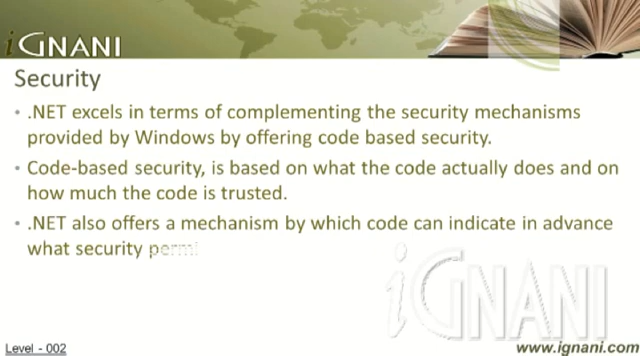 iGNANI
Security
• .NET excels in terms of complementing the security mechanisms
provided by Windows by offering code based security.
• Code-based security, is based on what the code actually does and on
how much the code is trusted.
• .NET also offers a mechanism by which code can indicate in advance
what security permi
iGNANI
Level - 002
www.ignani.com